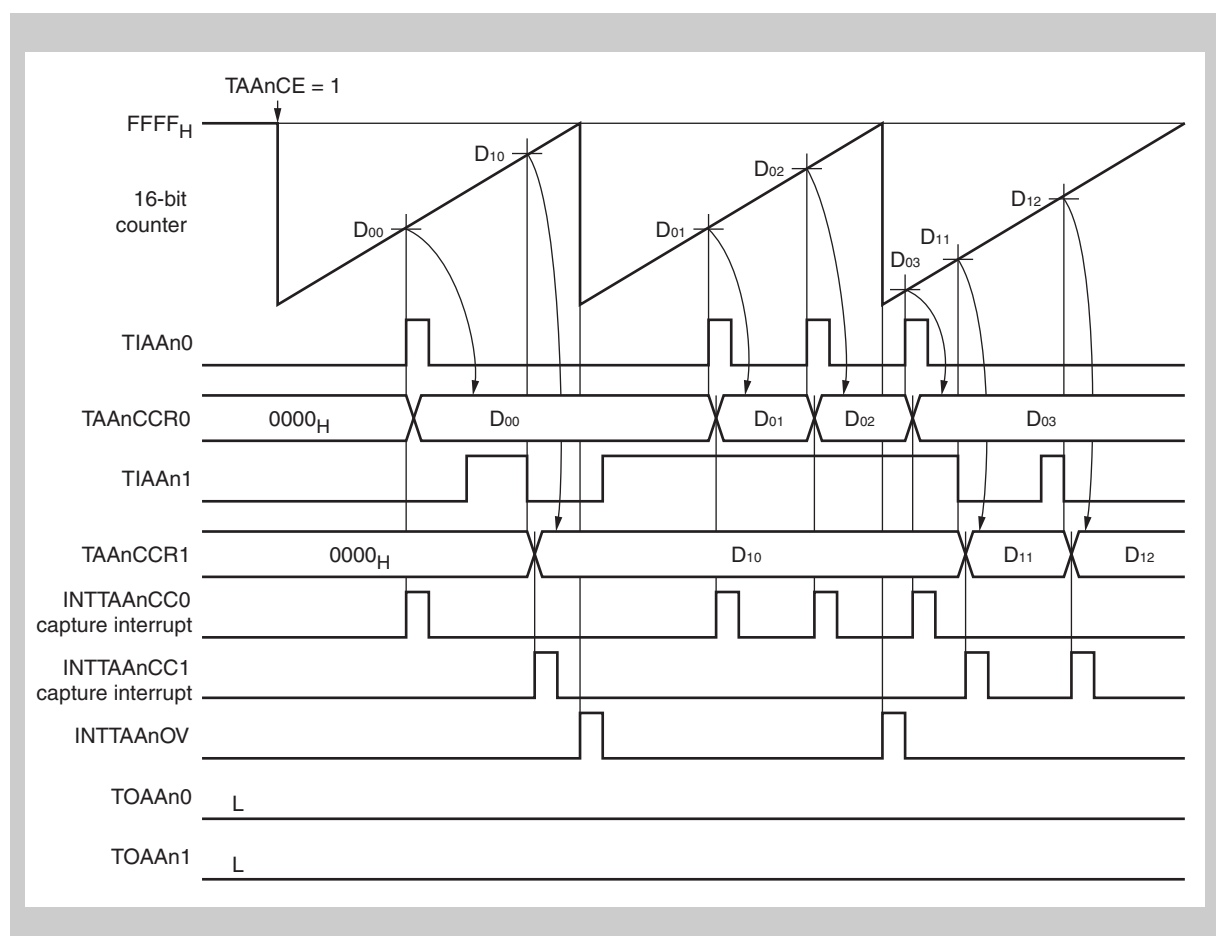 TAAnCE = 1
FFFFH
16-bit
counter
D00
D10
D01
D02
D03
D11
D12
TIAAn0
TAAnCCR0
0000H
D00
D01
D02
D03
TIAAn1
TAAnCCR1
0000H
D10
D11
D12
INTTAAnCC0
capture interrupt
INTTAAnCC1
capture interrupt
INTTAAnOV
TOAAn0
L
TOAAn1
L